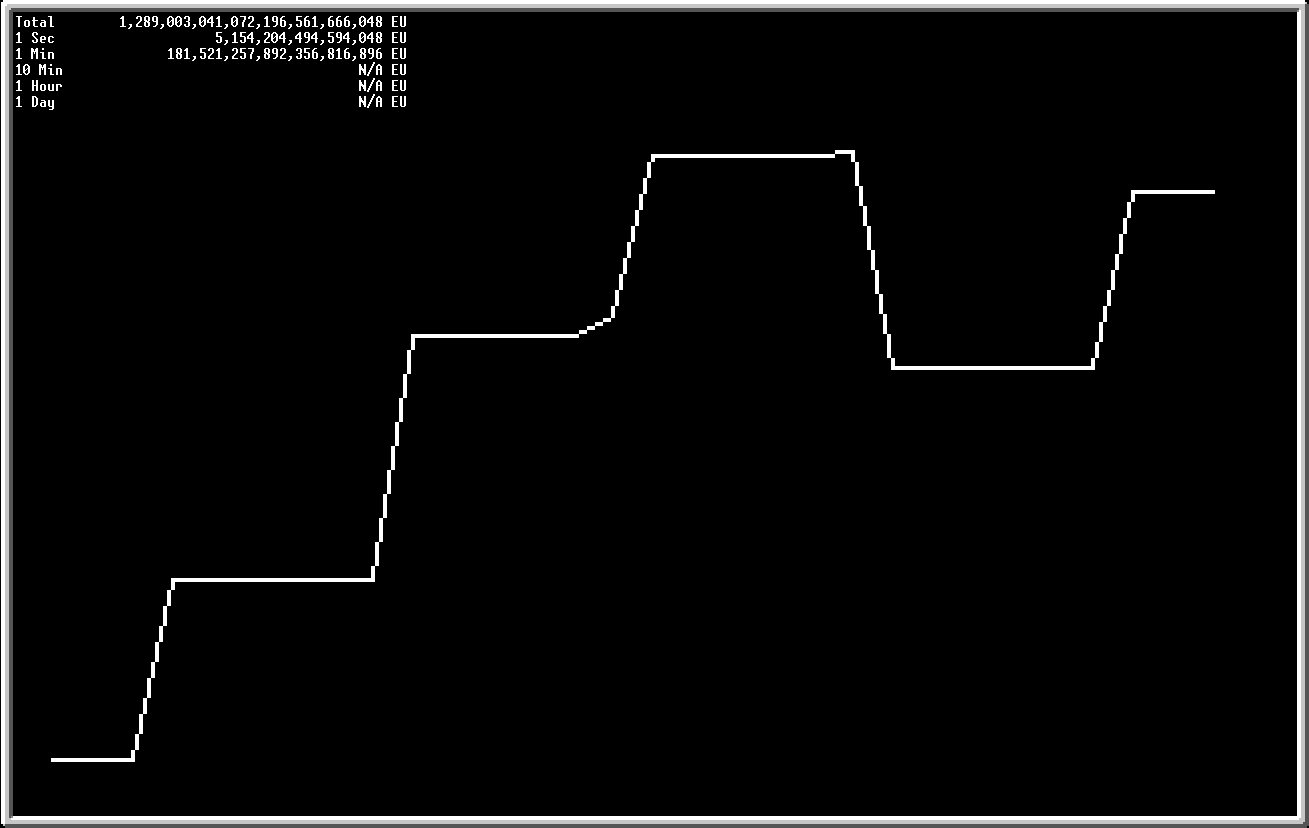 Total 1,289,003,041,072,196,561,666,048 EU
1 Sec 5,154,204,494,594,048 EU
1 Min 181,521,257,892,356,816,896 EU
10 Min N/A EU
1 Hour N/A EU
1 Day N/A EU